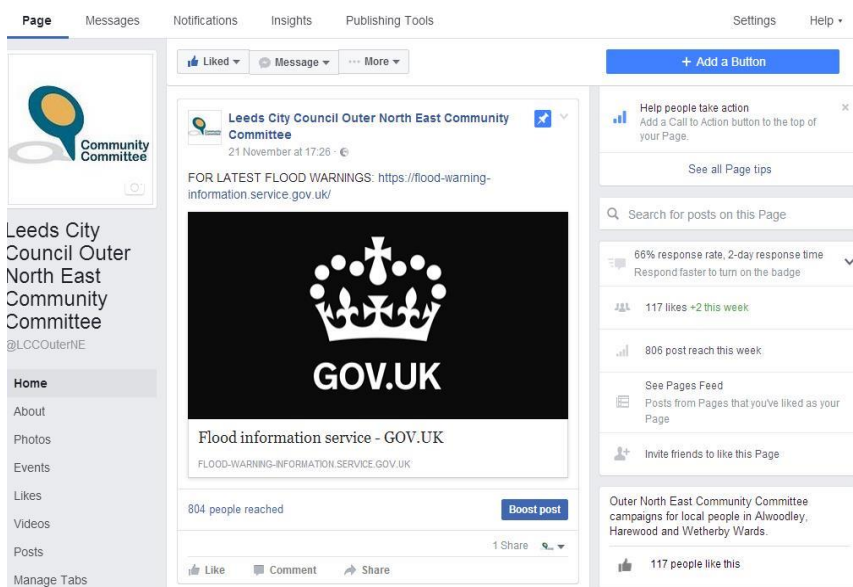 Page Messages Notifications Insights Publishing Tools Settings Help
Community
Committee
Leeds City
Council Outer
North East
Community
Committee
@LCCOuterNE
Home
About
Photos
Events
Likes
Videos
Posts
Manage Tabs
Liked Message ··· More
Leeds City Council Outer North East Community
Committee
21 November at 17:26 ·
FOR LATEST FLOOD WARNINGS: https://flood-warning-
information.service.gov.uk/
GOV.UK
Flood information service - GOV.UK
FLOOD-WARNING-INFORMATION.SERVICE.GOV.UK
804 people reached
Boost post
1 Share
Like Comment Share
+ Add a Button
Help people take action ×
Add a Call to Action button to the top of
your Page.
See all Page tips
Search for posts on this Page
66% response rate, 2-day response time
Respond faster to turn on the badge
117 likes +2 this week
806 post reach this week
See Pages Feed
Posts from Pages that you've liked as your
Page
Invite friends to like this Page
Outer North East Community Committee
campaigns for local people in Alwoodley,
Harewood and Wetherby Wards.
117 people like this